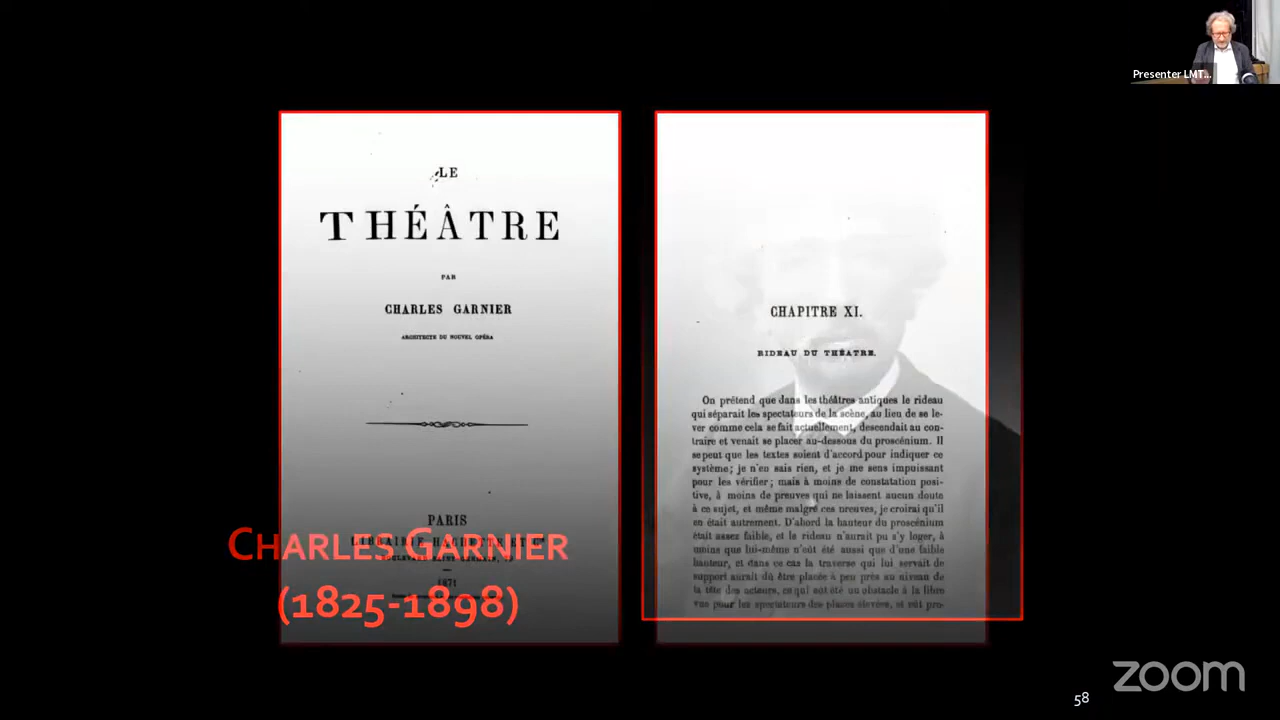 Presenter LMT...
LE
THÉÂTRE
PAR
CHARLES GARNIER
ARCHITECTE DU NOUVEL OPÉRA
PARIS
LIBRAIRIE HACHETTE ET Cie
BOULEVARD SAINT-GERMAIN, 79
1871
CHARLES GARNIER
(1825-1898)
CHAPITRE XI.
RIDEAU DU THÉATRE.
On prétend que dans les théâtres antiques le rideau
qui séparait les spectateurs de la scène, au lieu de se le-
ver comme cela se fait actuellement, descendait au con-
traire et venait se placer au-dessous du proscénium. Il
se peut que les textes soient d'accord pour indiquer ce
système; je n'en sais rien, et je me sens impuissant
pour les vérifier; mais à moins de constatation posi-
tive, à moins de preuves qui ne laissent aucun doute
à ce sujet, et même malgré ces preuves, je croirai qu'il
en était autrement. D'abord la hauteur du proscénium
était assez faible, et le rideau n'aurait pu s'y loger, à
moins que lui-même n'eût été aussi que d'une faible
hauteur, et dans ce cas la traverse qui lui servait de
support aurait dû être placée à peu près au niveau de
la tête des acteurs, ce qui eût été un obstacle à la libre
vue pour les spectateurs des places élevées, et eût pro-
58
zoom